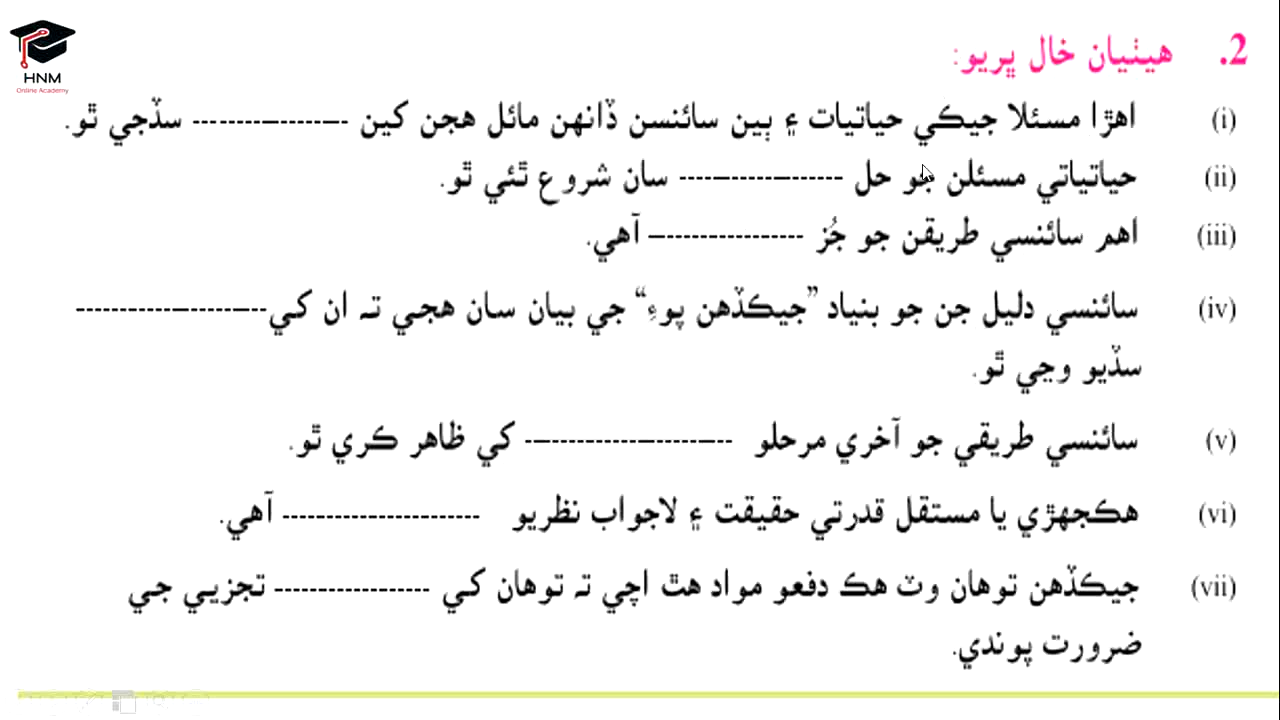 HNM
Online Academy
2. هيٺيان خال ڀريو:
(i) اهڙا مسئلا جيڪي حياتيات ۽ ٻين سائنسن ڏانهن مائل هجن کين ------------------ سڏجي ٿو.
(ii) حياتياتي مسئلن جو حل ------------------- سان شروع ٿئي ٿو.
(iii) اهم سائنسي طريقن جو جُز ------------------ آهي.
(iv) سائنسي دليل جن جو بنياد ”جيڪڏهن پوءِ“ جي بيان سان هجي تہ ان کي----------------------
سڏيو وڃي ٿو.
(v) سائنسي طريقي جو آخري مرحلو ------------------------ کي ظاهر ڪري ٿو.
(vi) هڪجهڙي يا مستقل قدرتي حقيقت ۽ لاجواب نظريو ----------------------- آهي.
(vii) جيڪڏهن توهان وٽ هڪ دفعو مواد هٿ اچي تہ توهان کي ------------------ تجزيي جي
ضرورت پوندي.